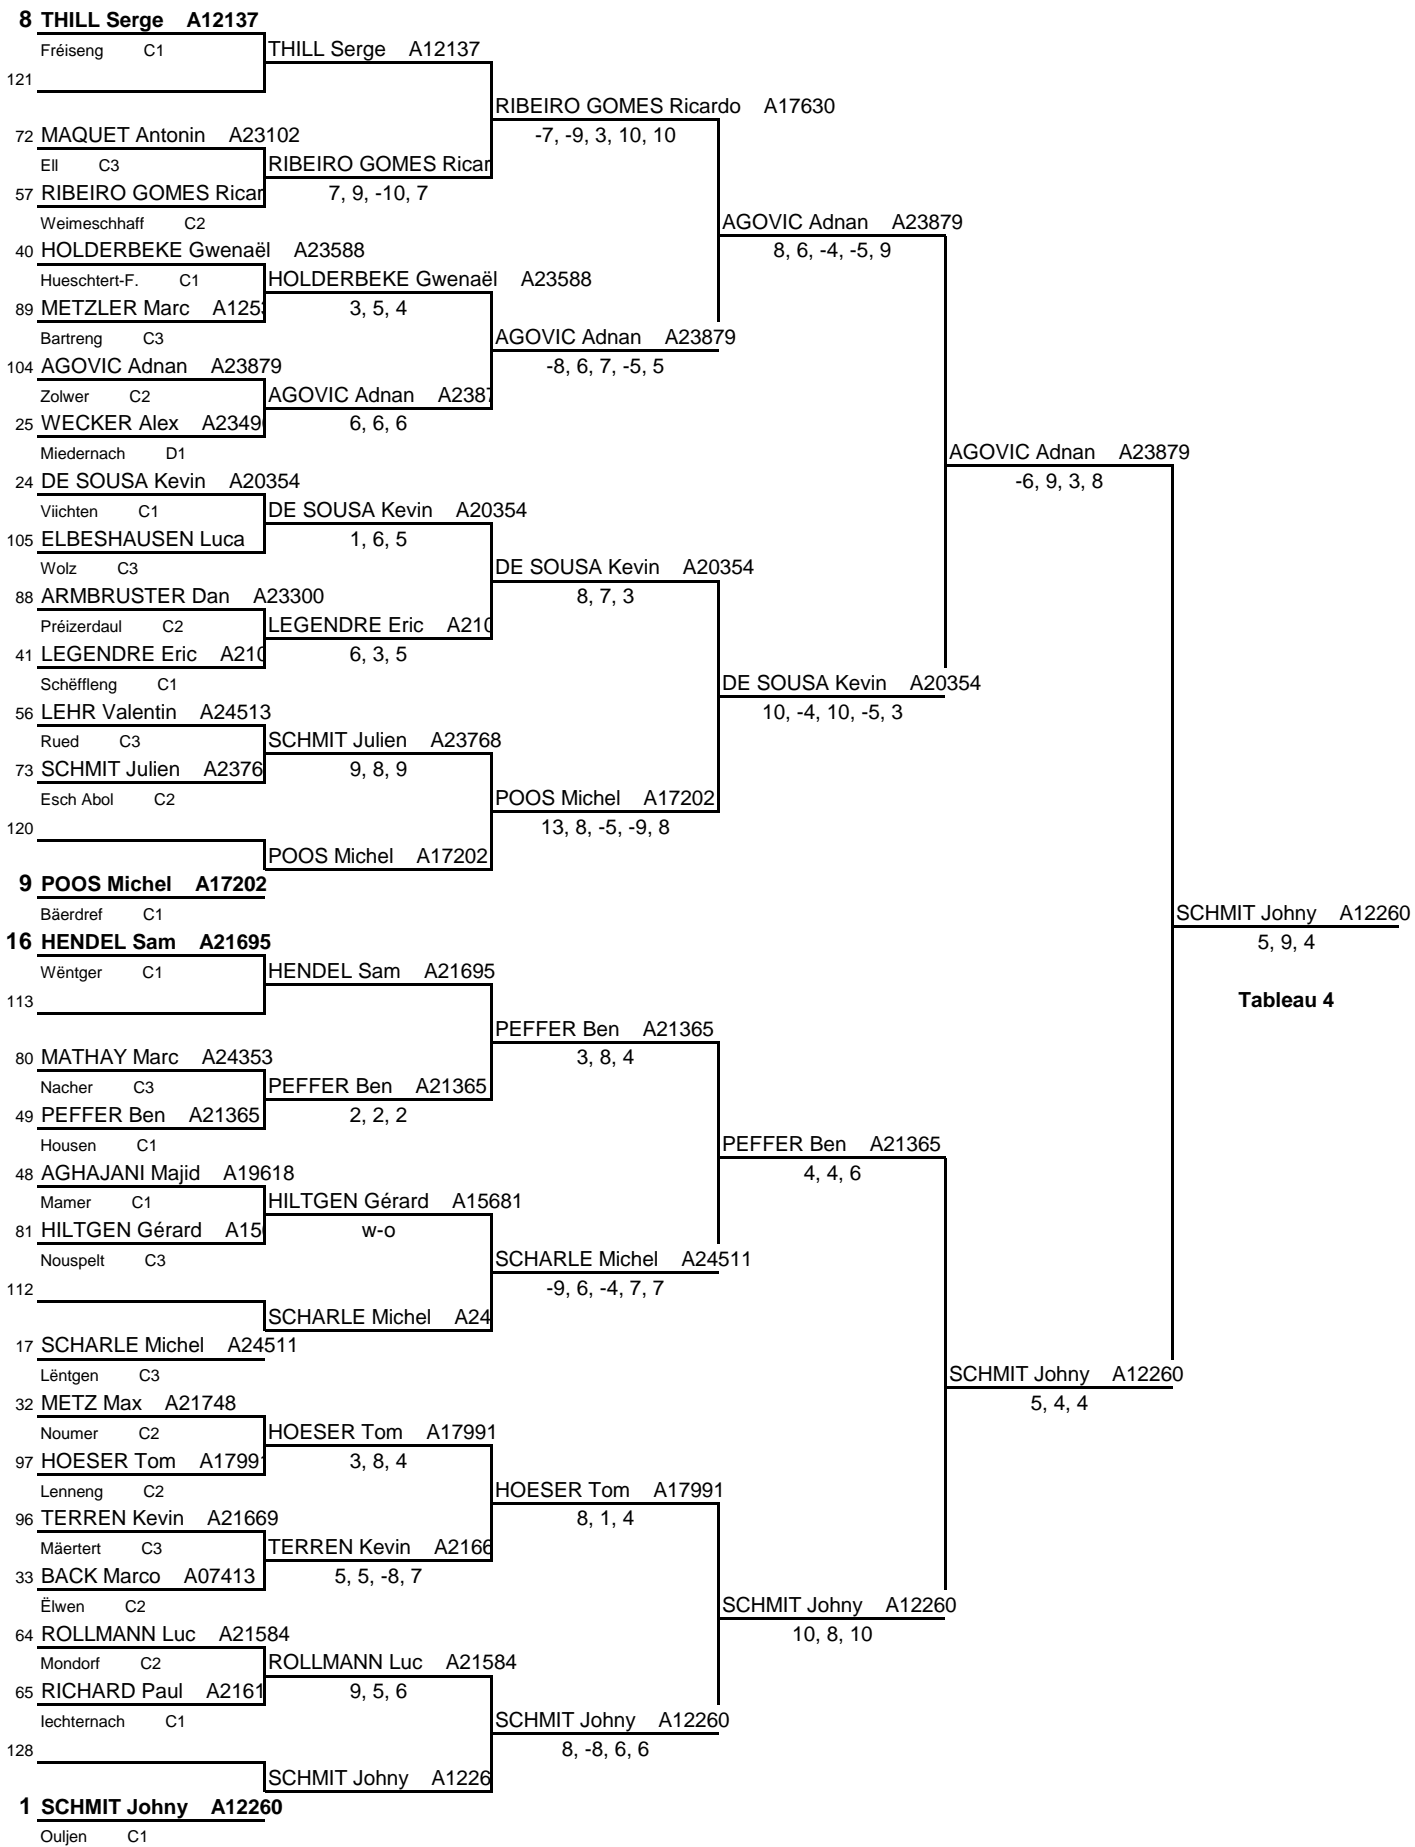 8 THILL Serge A12137
Fréiseng C1 THILL Serge A12137
121
RIBEIRO GOMES Ricardo A17630
72 MAQUET Antonin A23102 -7, -9, 3, 10, 10
Ell C3 RIBEIRO GOMES Ricar
57 RIBEIRO GOMES Ricar 7, 9, -10, 7
Weimeschhaff C2 AGOVIC Adnan A23879
40 HOLDERBEKE Gwenaël A23588 8, 6, -4, -5, 9
Hueschtert-F. C1 HOLDERBEKE Gwenaël A23588
89 METZLER Marc A125 3, 5, 4
Bartreng C3 AGOVIC Adnan A23879
104 AGOVIC Adnan A23879 -8, 6, 7, -5, 5
Zolwer C2 AGOVIC Adnan A2387
25 WECKER Alex A2349 6, 6, 6
Miedernach D1 AGOVIC Adnan A23879
24 DE SOUSA Kevin A20354 -6, 9, 3, 8
Viichten C1 DE SOUSA Kevin A20354
105 ELBESHAUSEN Luca 1, 6, 5
Wolz C3 DE SOUSA Kevin A20354
88 ARMBRUSTER Dan A23300 8, 7, 3
Préizerdaul C2 LEGENDRE Eric A210
41 LEGENDRE Eric A210 6, 3, 5
Schëffleng C1 DE SOUSA Kevin A20354
56 LEHR Valentin A24513 10, -4, 10, -5, 3
Rued C3 SCHMIT Julien A23768
73 SCHMIT Julien A2376 9, 8, 9
Esch Abol C2 POOS Michel A17202
120 13, 8, -5, -9, 8
POOS Michel A17202
9 POOS Michel A17202
Bäerdref C1 SCHMIT Johny A12260
16 HENDEL Sam A21695 5, 9, 4
Wëntger C1 HENDEL Sam A21695
113 Tableau 4
PEFFER Ben A21365
80 MATHAY Marc A24353 3, 8, 4
Nacher C3 PEFFER Ben A21365
49 PEFFER Ben A21365 2, 2, 2
Housen C1 PEFFER Ben A21365
48 AGHAJANI Majid A19618 4, 4, 6
Mamer C1 HILTGEN Gérard A15681
81 HILTGEN Gérard A15 w-o
Nouspelt C3 SCHARLE Michel A24511
112 -9, 6, -4, 7, 7
SCHARLE Michel A24
17 SCHARLE Michel A24511
Lëntgen C3 SCHMIT Johny A12260
32 METZ Max A21748 5, 4, 4
Noumer C2 HOESER Tom A17991
97 HOESER Tom A1799 3, 8, 4
Lenneng C2 HOESER Tom A17991
96 TERREN Kevin A21669 8, 1, 4
Mäertert C3 TERREN Kevin A2166
33 BACK Marco A07413 5, 5, -8, 7
Ëlwen C2 SCHMIT Johny A12260
64 ROLLMANN Luc A21584 10, 8, 10
Mondorf C2 ROLLMANN Luc A21584
65 RICHARD Paul A2161 9, 5, 6
Iechternach C1 SCHMIT Johny A12260
128 8, -8, 6, 6
SCHMIT Johny A1226
1 SCHMIT Johny A12260
Ouljen C1